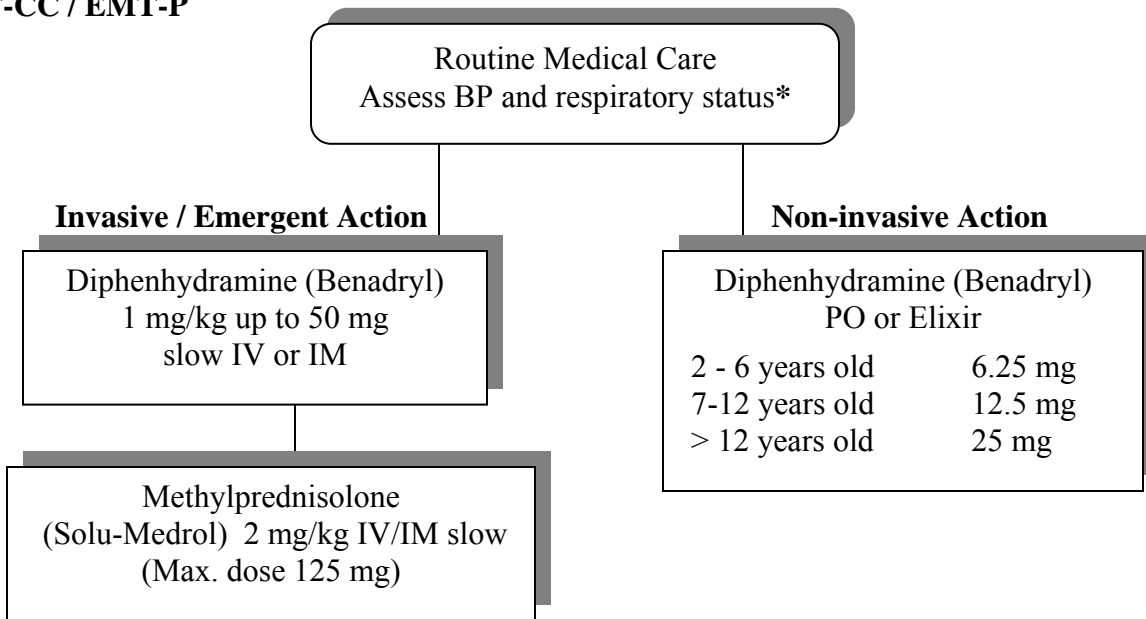 -CC / EMT-P
Routine Medical Care
Assess BP and respiratory status*
Invasive / Emergent Action
Diphenhydramine (Benadryl)
1 mg/kg up to 50 mg
slow IV or IM
Methylprednisolone
(Solu-Medrol) 2 mg/kg IV/IM slow
(Max. dose 125 mg)
Non-invasive Action
Diphenhydramine (Benadryl)
PO or Elixir
2 - 6 years old 6.25 mg
7-12 years old 12.5 mg
> 12 years old 25 mg